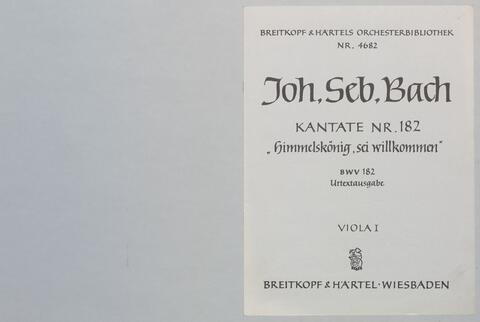 BREITKOPF & HÄRTELS ORCHESTERBIBLIOTHEK
NR. 4682
Joh. Seb. Bach
KANTATE NR. 182
„Himmelskönig, sei willkommen"
BWV 182
Urtextausgabe
VIOLA I
BREITKOPF & HÄRTEL · WIESBADEN